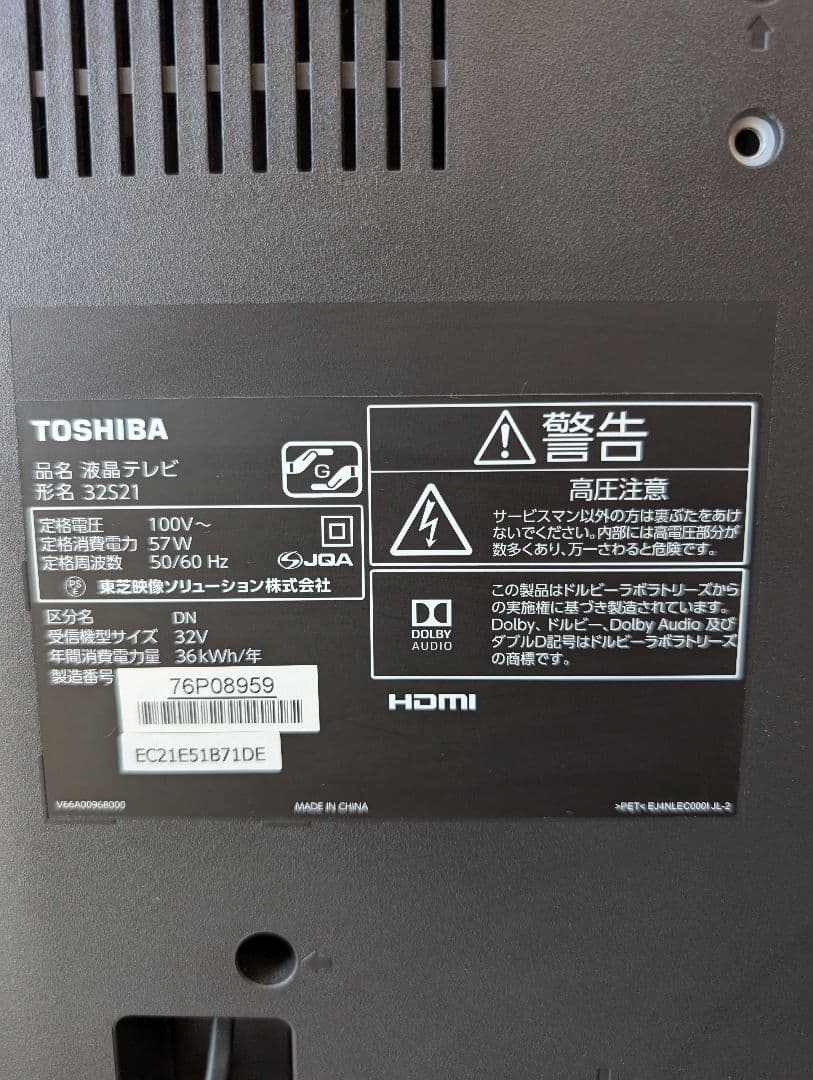 TOSHIBA
品名 液晶テレビ
形名 32S21
G
定格電圧 100V～
定格消費電力 57W
定格周波数 50/60 Hz
JQA
PS
E
東芝映像ソリューション株式会社
区分名 DN
受信機型サイズ 32V
年間消費電力量 36kWh/年
製造番号
76P08959
EC21E51B71DE
警告
高圧注意
サービスマン以外の方は裏ぶたをあけ
ないでください。内部には高電圧部分が
数多くあり、万一さわると危険です。
DOLBY
AUDIO
この製品はドルビーラボラトリーズから
の実施権に基づき製造されています。
Dolby、ドルビー、Dolby Audio 及び
ダブルD記号はドルビーラボラトリーズ
の商標です。
HDMI
V66A0096B000
MADE IN CHINA
>PET< EJ4NLEC000I JL-2